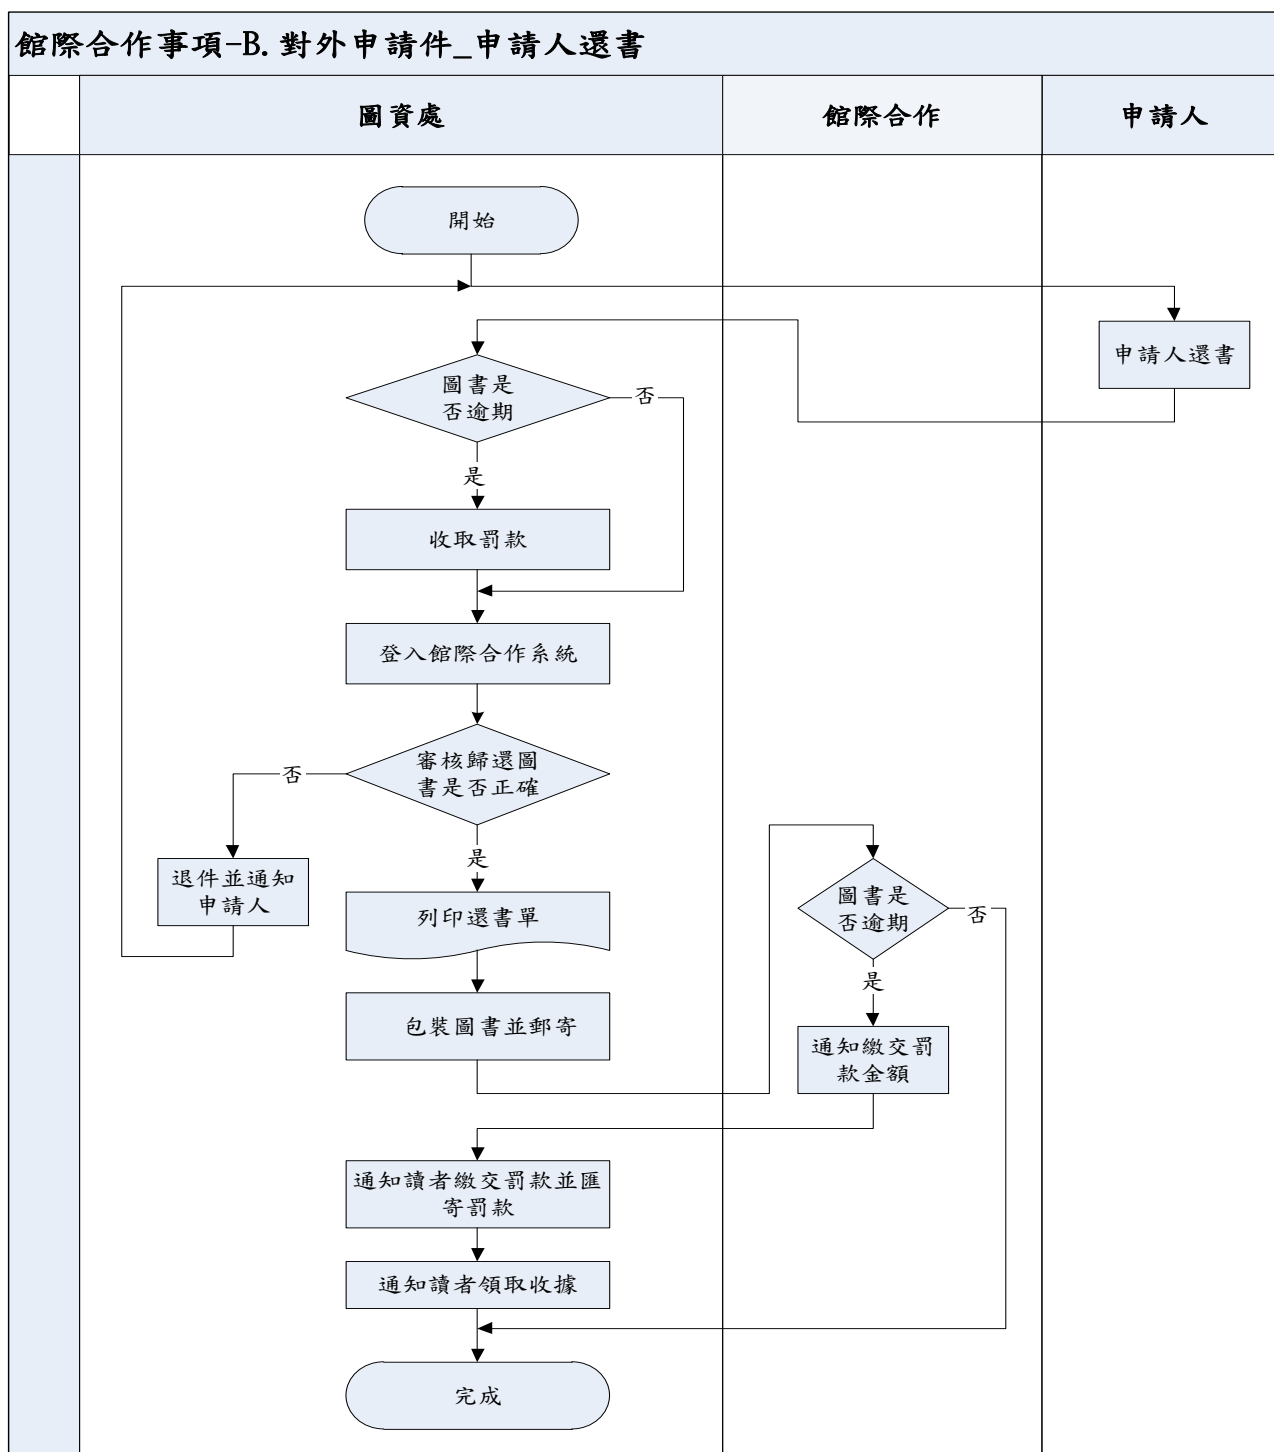 館際合作事項-B.對外申請件_申請人還書
圖資處
館際合作
申請人
開始
申請人還書
圖書是
否逾期
否
是
收取罰款
登入館際合作系統
審核歸還圖
書是否正確
否
是
退件並通知
申請人
列印還書單
包裝圖書並郵寄
圖書是
否逾期
否
是
通知繳交罰
款金額
通知讀者繳交罰款並匯
寄罰款
通知讀者領取收據
完成